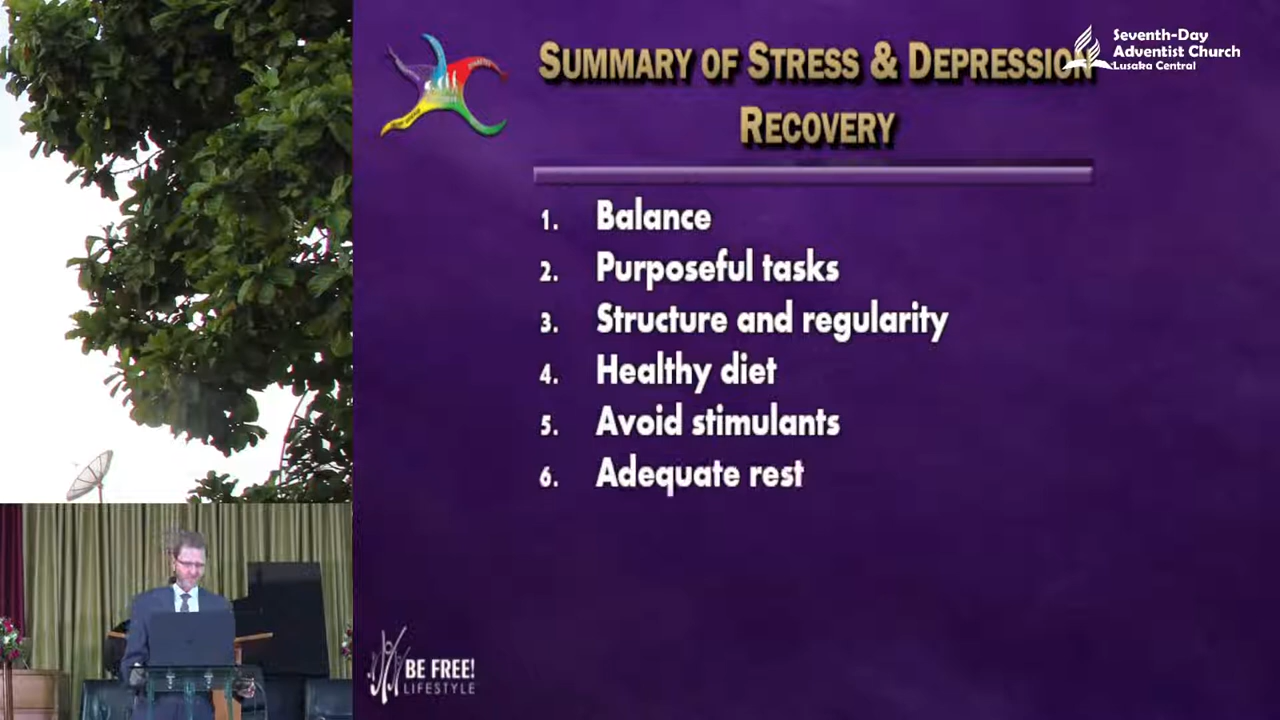 SUMMARY OF STRESS & DEPRESSION
RECOVERY
Seventh-Day
Adventist Church
Lusaka Central
1. Balance
2. Purposeful tasks
3. Structure and regularity
4. Healthy diet
5. Avoid stimulants
6. Adequate rest
BE FREE!
LIFESTYLE